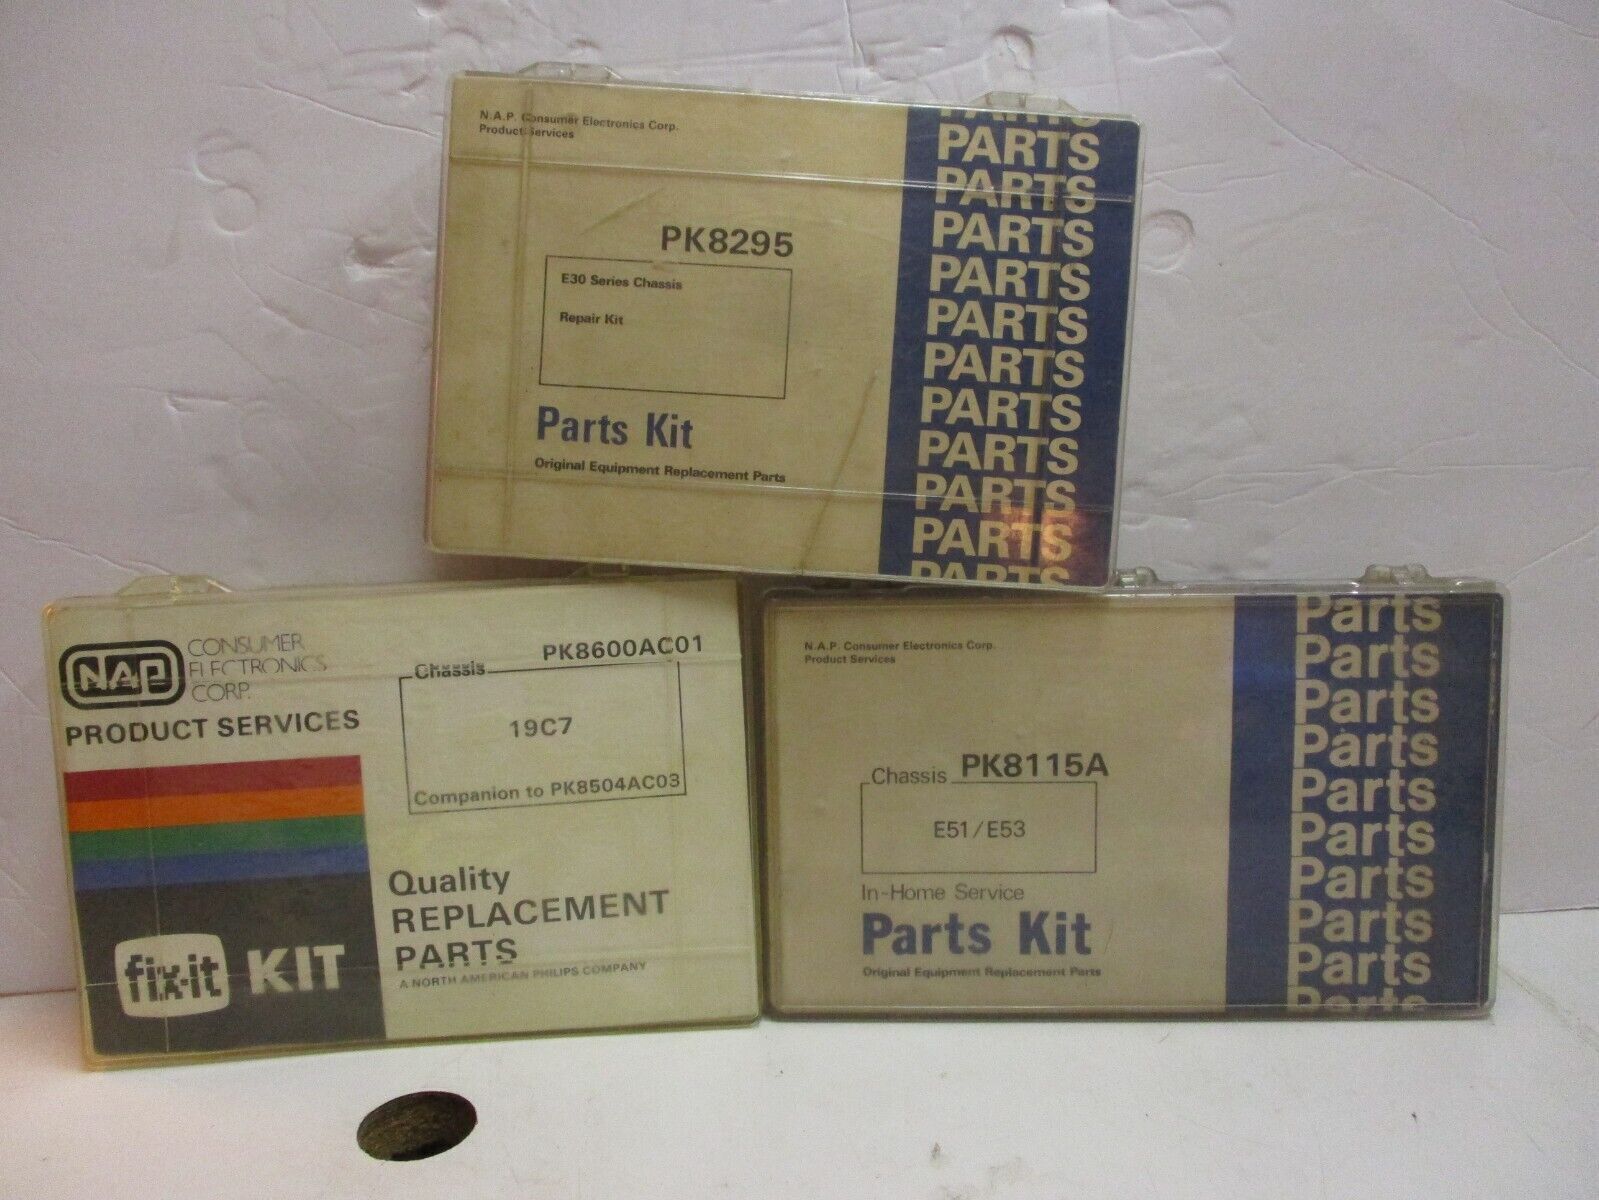 N.A.P. Consumer Electronics Corp.
Product Services
PK8295
E30 Series Chassis
Repair Kit
Parts Kit
Original Equipment Replacement Parts
PARTS
PARTS
PARTS
PARTS
PARTS
PARTS
PARTS
PARTS
PARTS
PARTS
PARTS
PARTS
NAP
CONSUMER
ELECTRONICS
CORP.
PRODUCT SERVICES
PK8600AC01
Chassis
19C7
Companion to PK8504AC03
fix-it KIT
Quality
REPLACEMENT
PARTS
A NORTH AMERICAN PHILIPS COMPANY
N.A.P. Consumer Electronics Corp.
Product Services
Chassis PK8115A
E51/E53
In-Home Service
Parts Kit
Original Equipment Replacement Parts
Parts
Parts
Parts
Parts
Parts
Parts
Parts
Parts
Parts
Parts